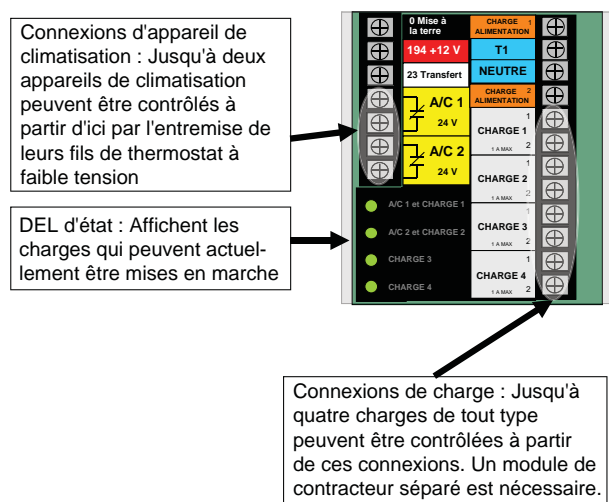 Connexions d'appareil de
climatisation : Jusqu'à deux
appareils de climatisation
peuvent être contrôlés à
partir d'ici par l'entremise de
leurs fils de thermostat à
faible tension
DEL d'état : Affichent les
charges qui peuvent actuel-
lement être mises en marche
0 Mise à
la terre
194 +12 V
23 Transfert
A/C 1
24 V
A/C 2
24 V
A/C 1 et CHARGE 1
A/C 2 et CHARGE 2
CHARGE 3
CHARGE 4
CHARGE 1
ALIMENTATION
T1
NEUTRE
CHARGE 2
ALIMENTATION
1
CHARGE 1
1 A MAX 2
1
CHARGE 2
1 A MAX 2
1
CHARGE 3
1 A MAX 2
1
CHARGE 4
1 A MAX 2
Connexions de charge : Jusqu'à
quatre charges de tout type
peuvent être contrôlées à partir
de ces connexions. Un module de
contracteur séparé est nécessaire.